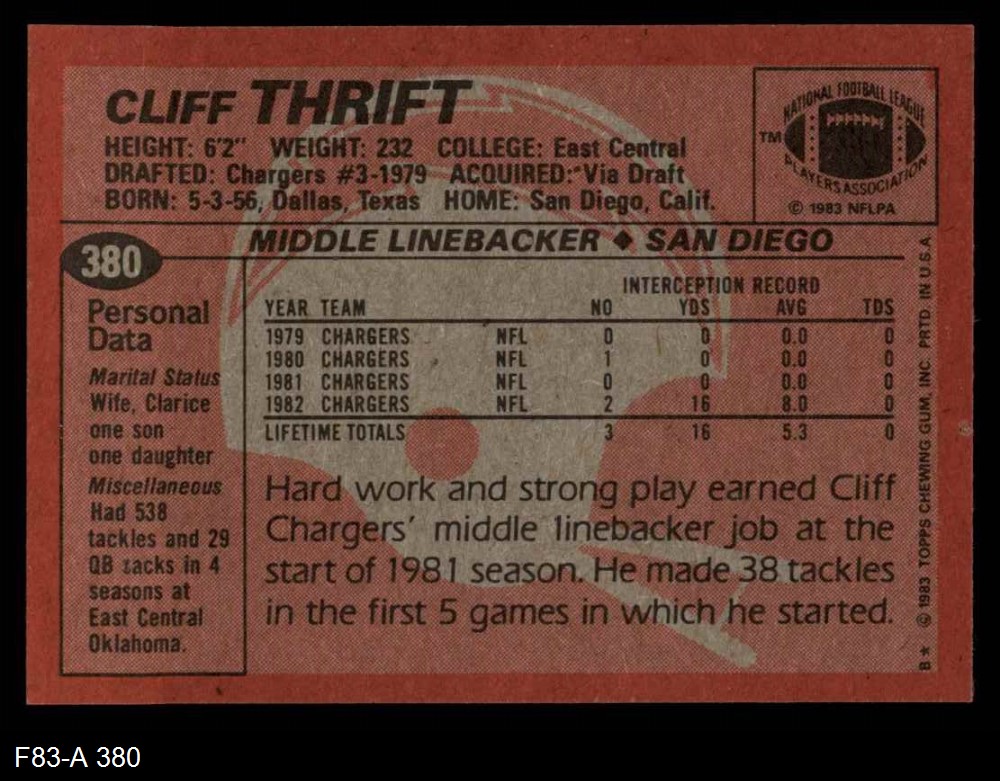 CLIFF THRIFT
HEIGHT: 6'2" WEIGHT: 232 COLLEGE: East Central
DRAFTED: Chargers #3-1979 ACQUIRED: Via Draft
BORN: 5-3-56, Dallas, Texas HOME: San Diego, Calif.
NATIONAL FOOTBALL LEAGUE
PLAYERS ASSOCIATION
TM
© 1983 NFLPA
380
MIDDLE LINEBACKER ♦ SAN DIEGO
Personal
Data
Marital Status
Wife, Clarice
one son
one daughter
Miscellaneous
Had 538
tackles and 29
QB sacks in 4
seasons at
East Central
Oklahoma.
INTERCEPTION RECORD
YEAR TEAM NO YDS AVG TDS
1979 CHARGERS NFL 0 0 0.0 0
1980 CHARGERS NFL 1 0 0.0 0
1981 CHARGERS NFL 0 0 0.0 0
1982 CHARGERS NFL 2 16 8.0 0
LIFETIME TOTALS 3 16 5.3 0
Hard work and strong play earned Cliff
Chargers' middle linebacker job at the
start of 1981 season. He made 38 tackles
in the first 5 games in which he started.
B* © 1983 TOPPS CHEWING GUM, INC. PRTD. IN U.S.A.
F83-A 380